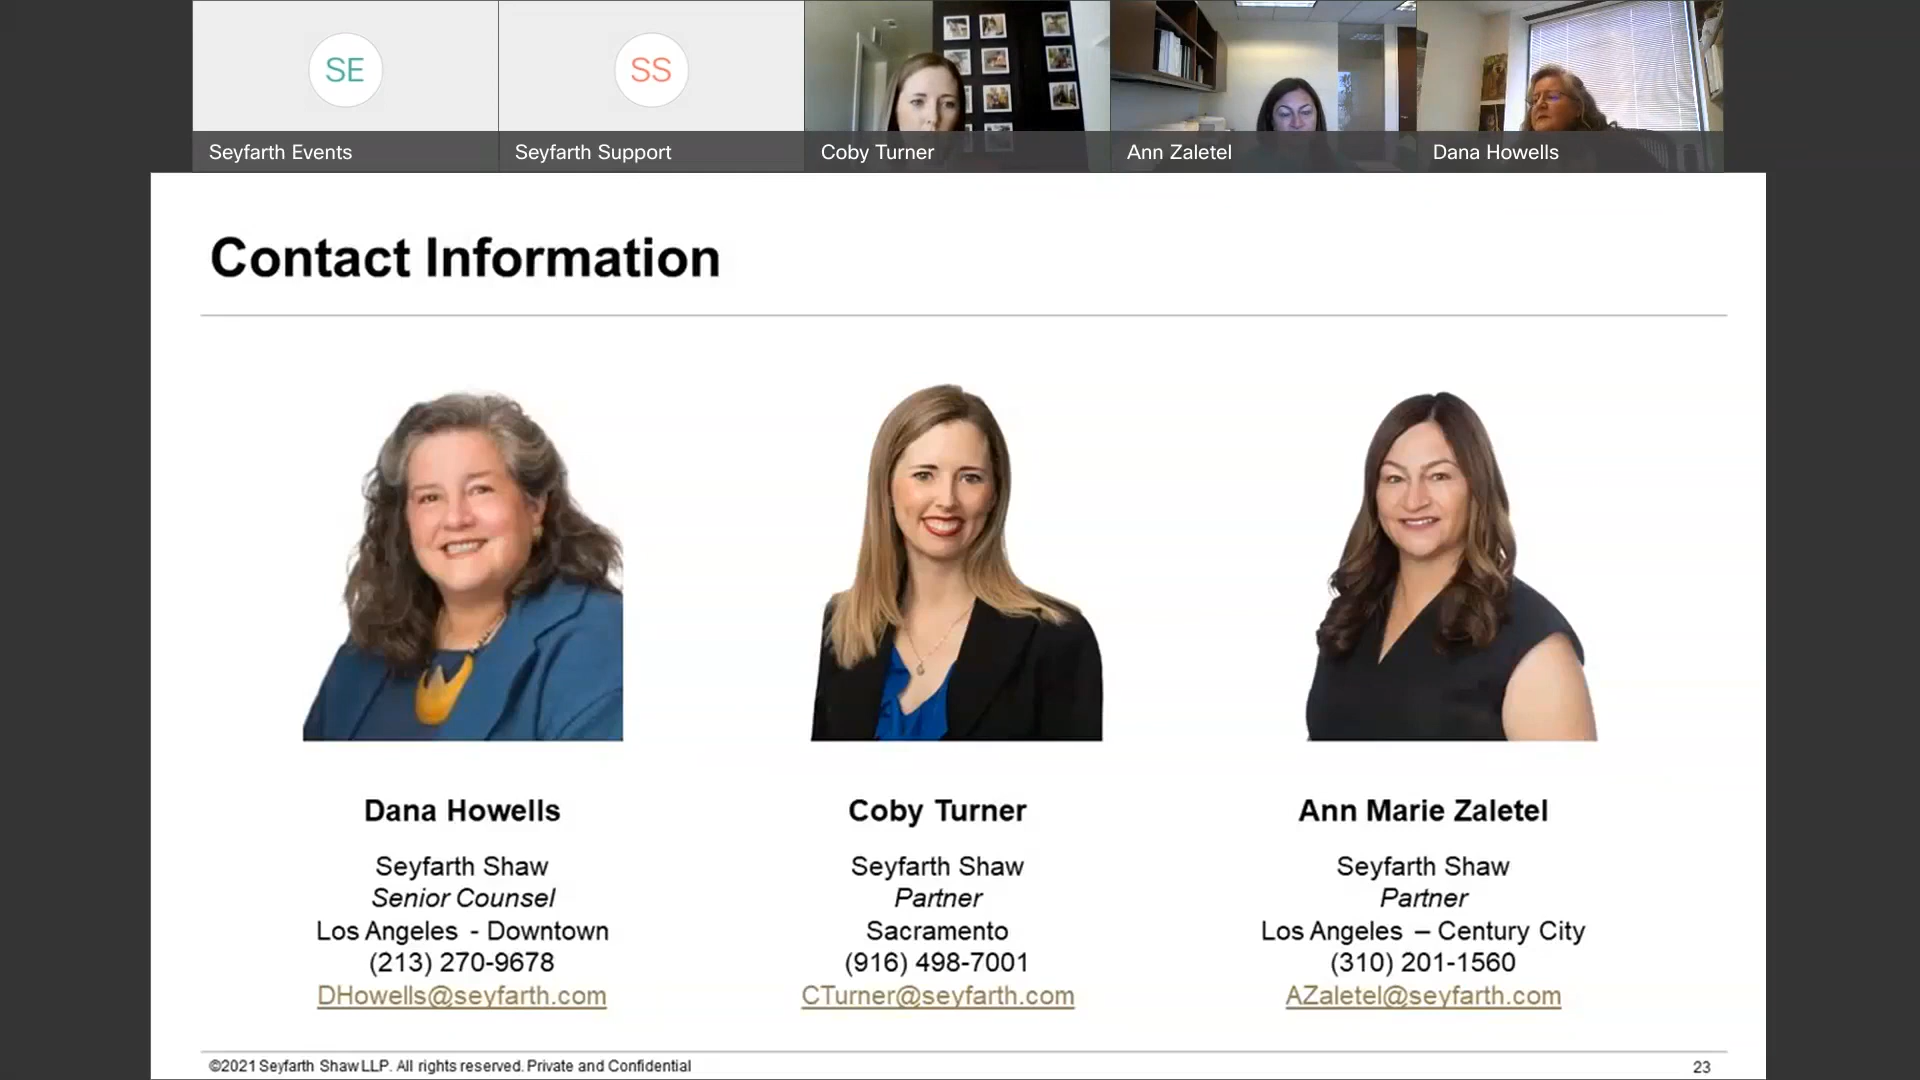 SE
SS
Seyfarth Events
Seyfarth Support
Coby Turner
Ann Zaletel
Dana Howells
Contact Information
Dana Howells
Seyfarth Shaw
Senior Counsel
Los Angeles - Downtown
(213) 270-9678
DHowells@seyfarth.com
Coby Turner
Seyfarth Shaw
Partner
Sacramento
(916) 498-7001
CTurner@seyfarth.com
Ann Marie Zaletel
Seyfarth Shaw
Partner
Los Angeles – Century City
(310) 201-1560
AZaletel@seyfarth.com
©2021 Seyfarth Shaw LLP. All rights reserved. Private and Confidential
23